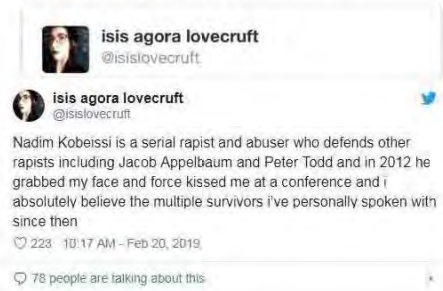 isis agora lovecruft
@isislovecruft
isis agora lovecruft
@isislovecruft
Nadim Kobeissi is a serial rapist and abuser who defends other
rapists including Jacob Appelbaum and Peter Todd and in 2012 he
grabbed my face and force kissed me at a conference and i
absolutely believe the multiple survivors i've personally spoken with
since then
223 10:17 AM - Feb 20, 2019
78 people are talking about this